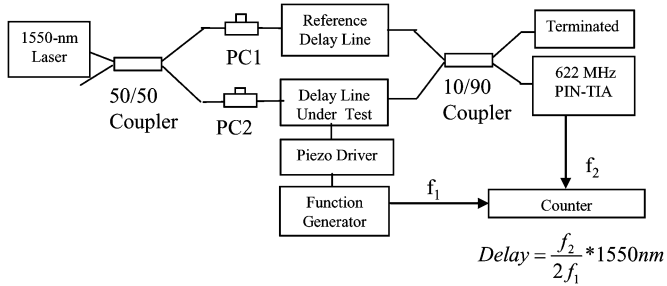 1550-nm
Laser
50/50
Coupler
PC1
PC2
Reference
Delay Line
Delay Line
Under Test
Piezo Driver
Function
Generator
10/90
Coupler
Terminated
622 MHz
PIN-TIA
f₁
f₂
Counter
Delay = f₂ / 2f₁ *1550nm